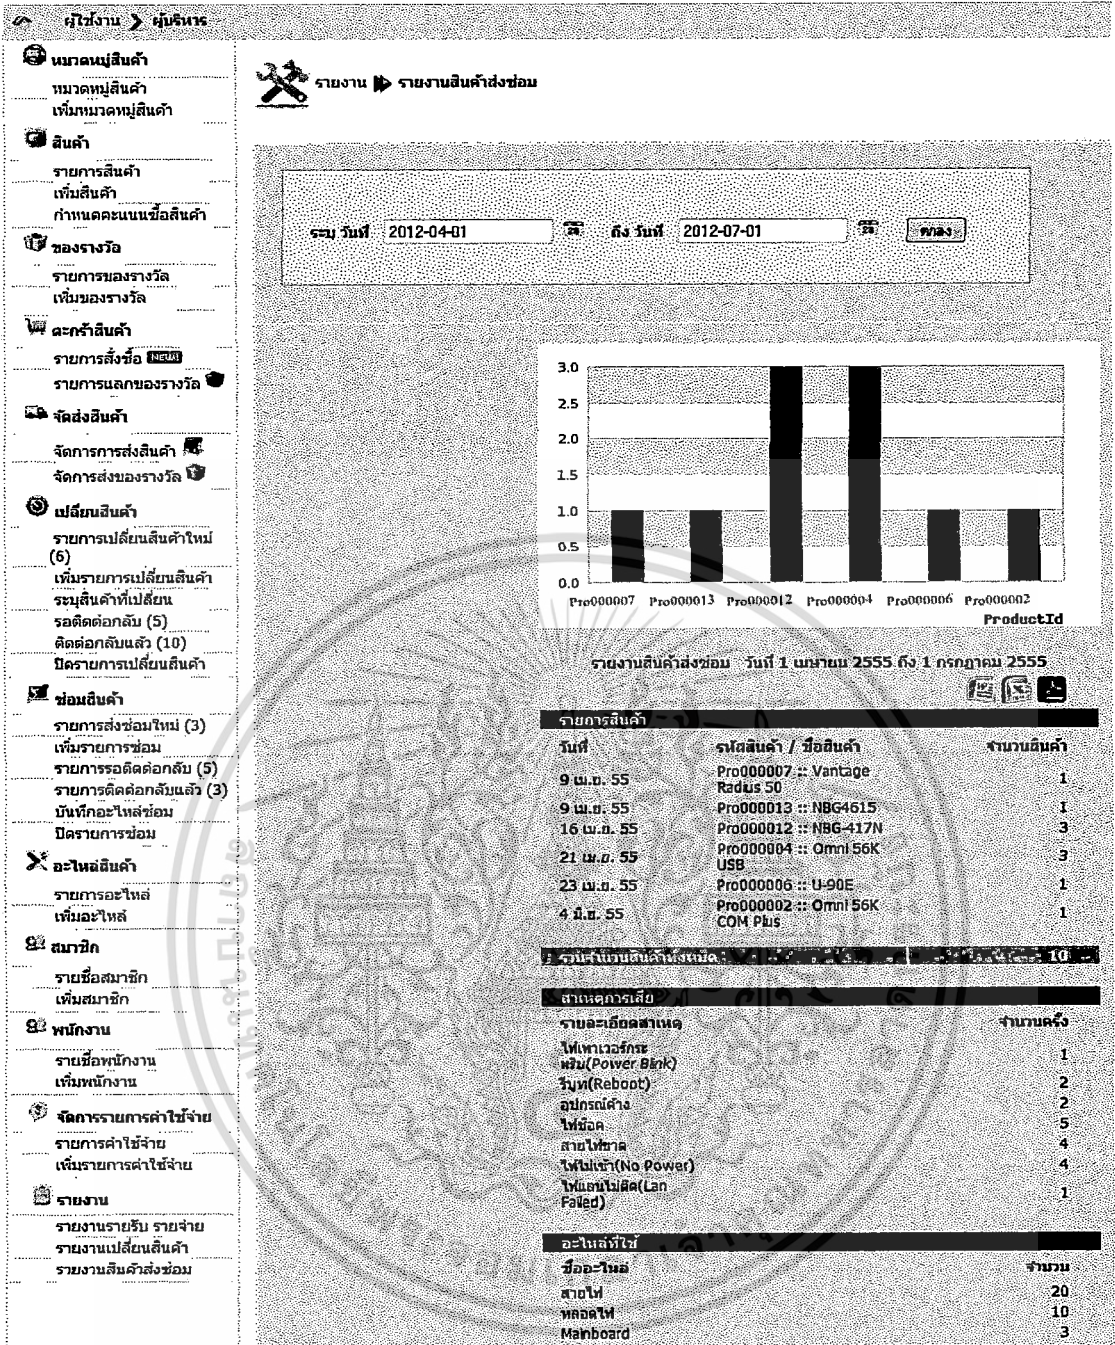 ผู้ใช้งาน ❯ ผู้บริหาร
หมวดหมู่สินค้า
หมวดหมู่สินค้า
เพิ่มหมวดหมู่สินค้า
สินค้า
รายการสินค้า
เพิ่มสินค้า
กำหนดคะแนนซื้อสินค้า
ของรางวัล
รายการของรางวัล
เพิ่มของรางวัล
ตะกร้าสินค้า
รายการสั่งซื้อ NEW
รายการแลกของรางวัล
จัดส่งสินค้า
จัดการการส่งสินค้า
จัดการส่งของรางวัล
เปลี่ยนสินค้า
รายการเปลี่ยนสินค้าใหม่
(6)
เพิ่มรายการเปลี่ยนสินค้า
ระบุสินค้าที่เปลี่ยน
รอติดต่อกลับ (5)
ติดต่อกลับแล้ว (10)
ปิดรายการเปลี่ยนสินค้า
ซ่อมสินค้า
รายการส่งซ่อมใหม่ (3)
เพิ่มรายการซ่อม
รายการรอติดต่อกลับ (5)
รายการติดต่อกลับแล้ว (3)
บันทึกอะไหล่ซ่อม
ปิดรายการซ่อม
อะไหล่สินค้า
รายการอะไหล่
เพิ่มอะไหล่
สมาชิก
รายชื่อสมาชิก
เพิ่มสมาชิก
พนักงาน
รายชื่อพนักงาน
เพิ่มพนักงาน
จัดการรายการค่าใช้จ่าย
รายการค่าใช้จ่าย
เพิ่มรายการค่าใช้จ่าย
รายงาน
รายงานรายรับ รายจ่าย
รายงานเปลี่ยนสินค้า
รายงานสินค้าส่งซ่อม
รายงาน รายงานสินค้าส่งซ่อม
ระบุ วันที่ 2012-04-01 ถึง วันที่ 2012-07-01 ตกลง
3.0
2.5
2.0
1.5
1.0
0.5
0.0
Pro000007 Pro000013 Pro000012 Pro000004 Pro000006 Pro000002
ProductId
รายงานสินค้าส่งซ่อม วันที่ 1 เมษายน 2555 ถึง 1 กรกฎาคม 2555
รายการสินค้า
วันที่ รหัสสินค้า / ชื่อสินค้า จำนวนสินค้า
9 เม.ย. 55 Pro000007 :: Vantage Radius 50 1
9 เม.ย. 55 Pro000013 :: NBG4615 1
16 เม.ย. 55 Pro000012 :: NBG-417N 3
21 เม.ย. 55 Pro000004 :: Omni 56K USB 3
23 เม.ย. 55 Pro000006 :: U-90E 1
4 มิ.ย. 55 Pro000002 :: Omni 56K COM Plus 1
รวมจำนวนสินค้าทั้งหมด 10
สาเหตุการเสีย
รายละเอียดสาเหตุ จำนวนครั้ง
ไฟเพาเวอร์กระพริบ(Power Blink) 1
รีบูท(Reboot) 2
อุปกรณ์ค้าง 2
ไฟช็อต 5
สายไฟขาด 4
ไฟไม่เข้า(No Power) 4
ไฟแลนไม่ติด(Lan Failed) 1
อะไหล่ที่ใช้
ชื่ออะไหล่ จำนวน
สายไฟ 20
หลอดไฟ 10
Mainboard 3